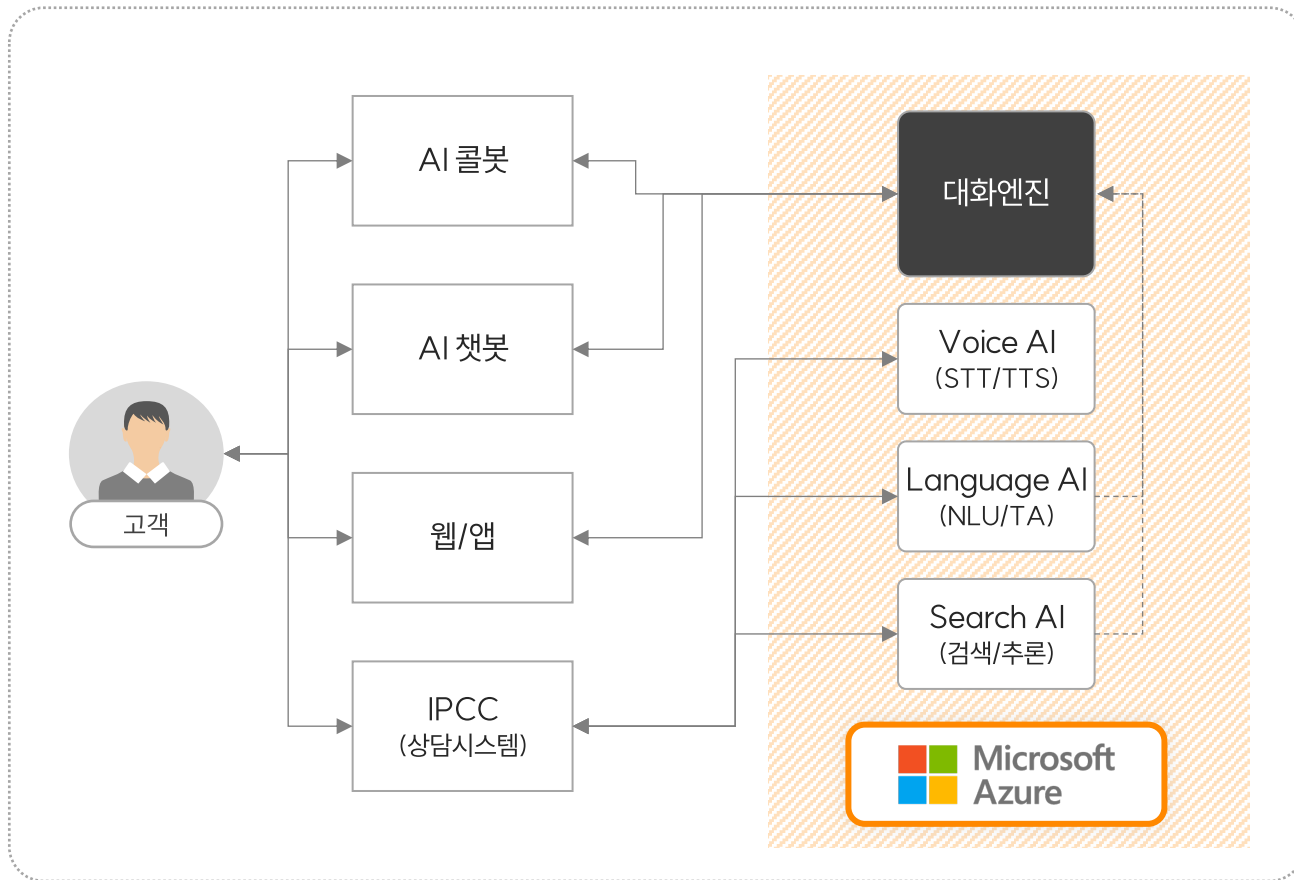 AI 콜봇
AI 챗봇
웹/앱
IPCC
(상담시스템)
고객
대화엔진
Voice AI
(STT/TTS)
Language AI
(NLU/TA)
Search AI
(검색/추론)
Microsoft
Azure